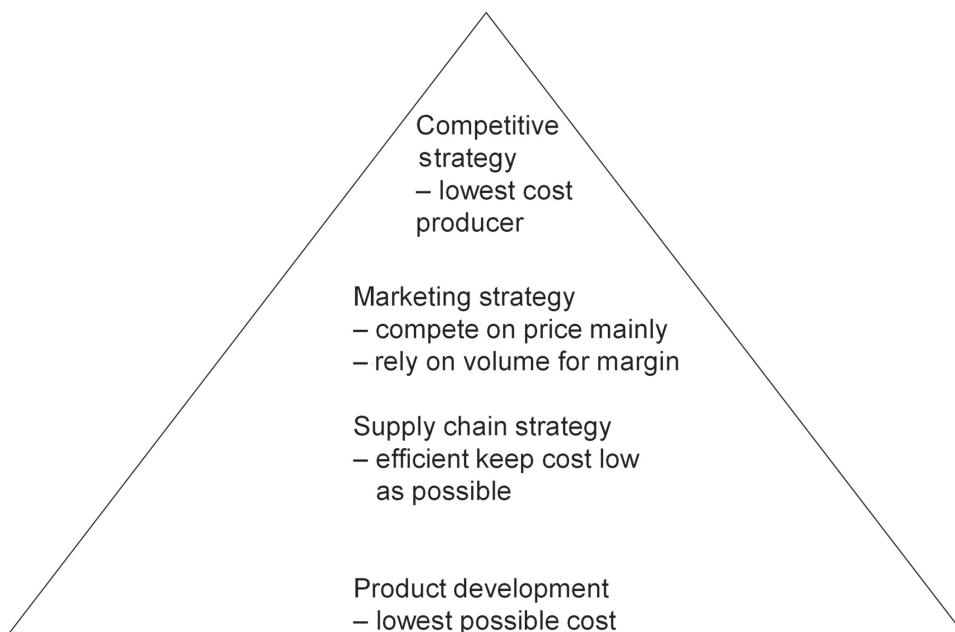 Competitive
strategy
– lowest cost
producer
Marketing strategy
– compete on price mainly
– rely on volume for margin
Supply chain strategy
– efficient keep cost low
as possible
Product development
– lowest possible cost